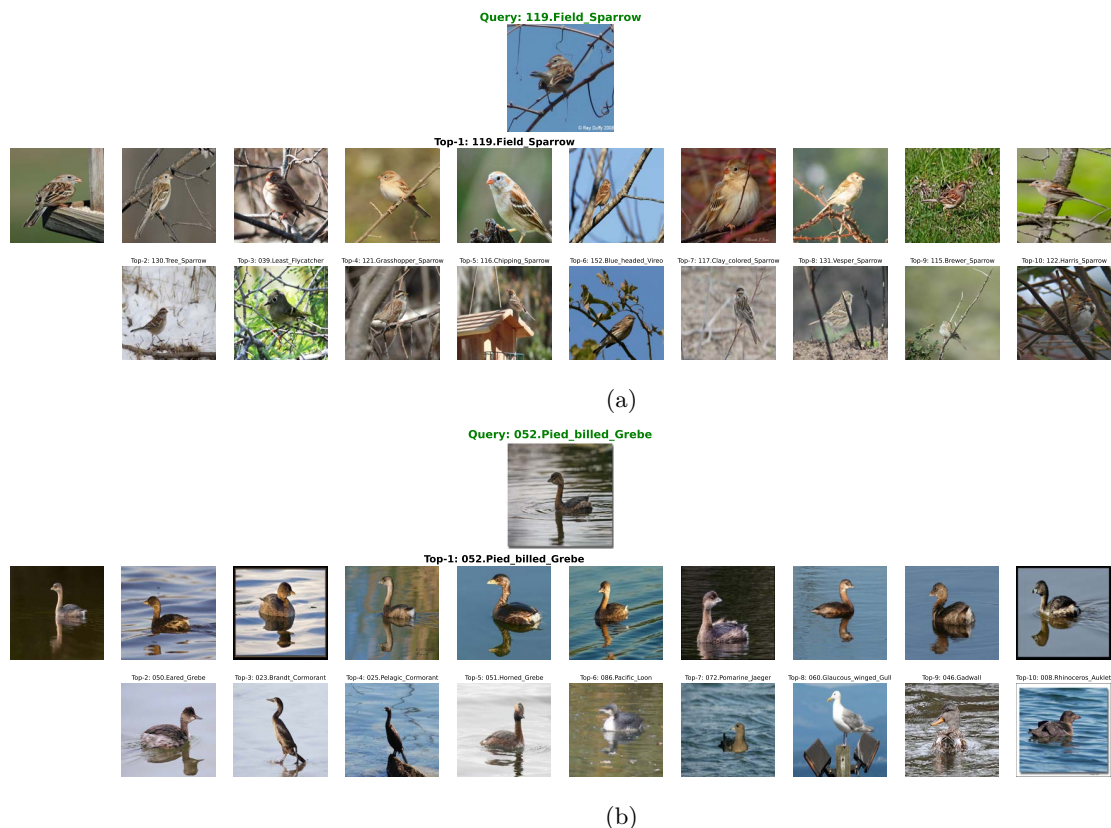 Query: 119.Field_Sparrow
© Ray Duffy 2008
Top-1: 119.Field_Sparrow
Top-2: 130.Tree_Sparrow
Top-3: 039.Least_Flycatcher
Top-4: 121.Grasshopper_Sparrow
Top-5: 116.Chipping_Sparrow
Top-6: 152.Blue_headed_Vireo
Top-7: 117.Clay_colored_Sparrow
Top-8: 131.Vesper_Sparrow
Top-9: 115.Brewer_Sparrow
Top-10: 122.Harris_Sparrow
(a)
Query: 052.Pied_billed_Grebe
Top-1: 052.Pied_billed_Grebe
Top-2: 050.Eared_Grebe
Top-3: 023.Brandt_Cormorant
Top-4: 025.Pelagic_Cormorant
Top-5: 051.Horned_Grebe
Top-6: 086.Pacific_Loon
Top-7: 072.Pomarine_Jaeger
Top-8: 060.Glaucous_winged_Gull
Top-9: 046.Gadwall
Top-10: 008.Rhinoceros_Auklet
(b)